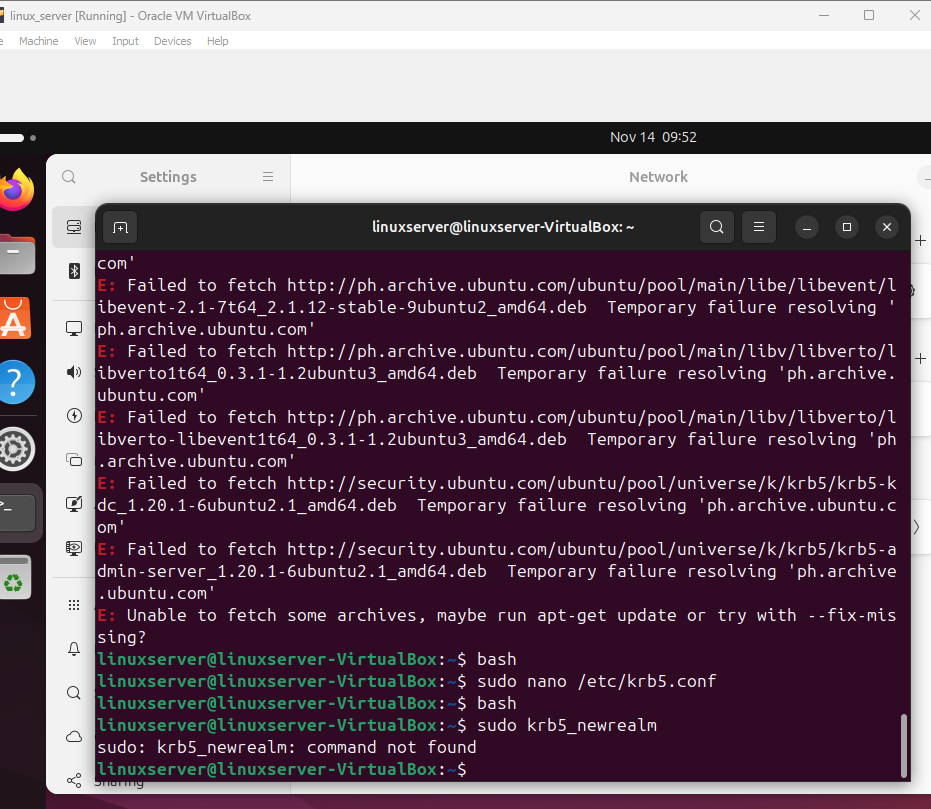 linux_server [Running] - Oracle VM VirtualBox
Machine View Input Devices Help
Nov 14 09:52
Settings
Network
linuxserver@linuxserver-VirtualBox: ~
com'
E: Failed to fetch http://ph.archive.ubuntu.com/ubuntu/pool/main/libe/libevent/l
ibevent-2.1-7t64_2.1.12-stable-9ubuntu2_amd64.deb  Temporary failure resolving '
ph.archive.ubuntu.com'
E: Failed to fetch http://ph.archive.ubuntu.com/ubuntu/pool/main/libv/libverto/l
ibverto1t64_0.3.1-1.2ubuntu3_amd64.deb  Temporary failure resolving 'ph.archive.
ubuntu.com'
E: Failed to fetch http://ph.archive.ubuntu.com/ubuntu/pool/main/libv/libverto/l
ibverto-libevent1t64_0.3.1-1.2ubuntu3_amd64.deb  Temporary failure resolving 'ph
.archive.ubuntu.com'
E: Failed to fetch http://security.ubuntu.com/ubuntu/pool/universe/k/krb5/krb5-k
dc_1.20.1-6ubuntu2.1_amd64.deb  Temporary failure resolving 'ph.archive.ubuntu.c
om'
E: Failed to fetch http://security.ubuntu.com/ubuntu/pool/universe/k/krb5/krb5-a
dmin-server_1.20.1-6ubuntu2.1_amd64.deb  Temporary failure resolving 'ph.archive
.ubuntu.com'
E: Unable to fetch some archives, maybe run apt-get update or try with --fix-mis
sing?
linuxserver@linuxserver-VirtualBox:~$ bash
linuxserver@linuxserver-VirtualBox:~$ sudo nano /etc/krb5.conf
linuxserver@linuxserver-VirtualBox:~$ bash
linuxserver@linuxserver-VirtualBox:~$ sudo krb5_newrealm
sudo: krb5_newrealm: command not found
linuxserver@linuxserver-VirtualBox:~$
Sharing